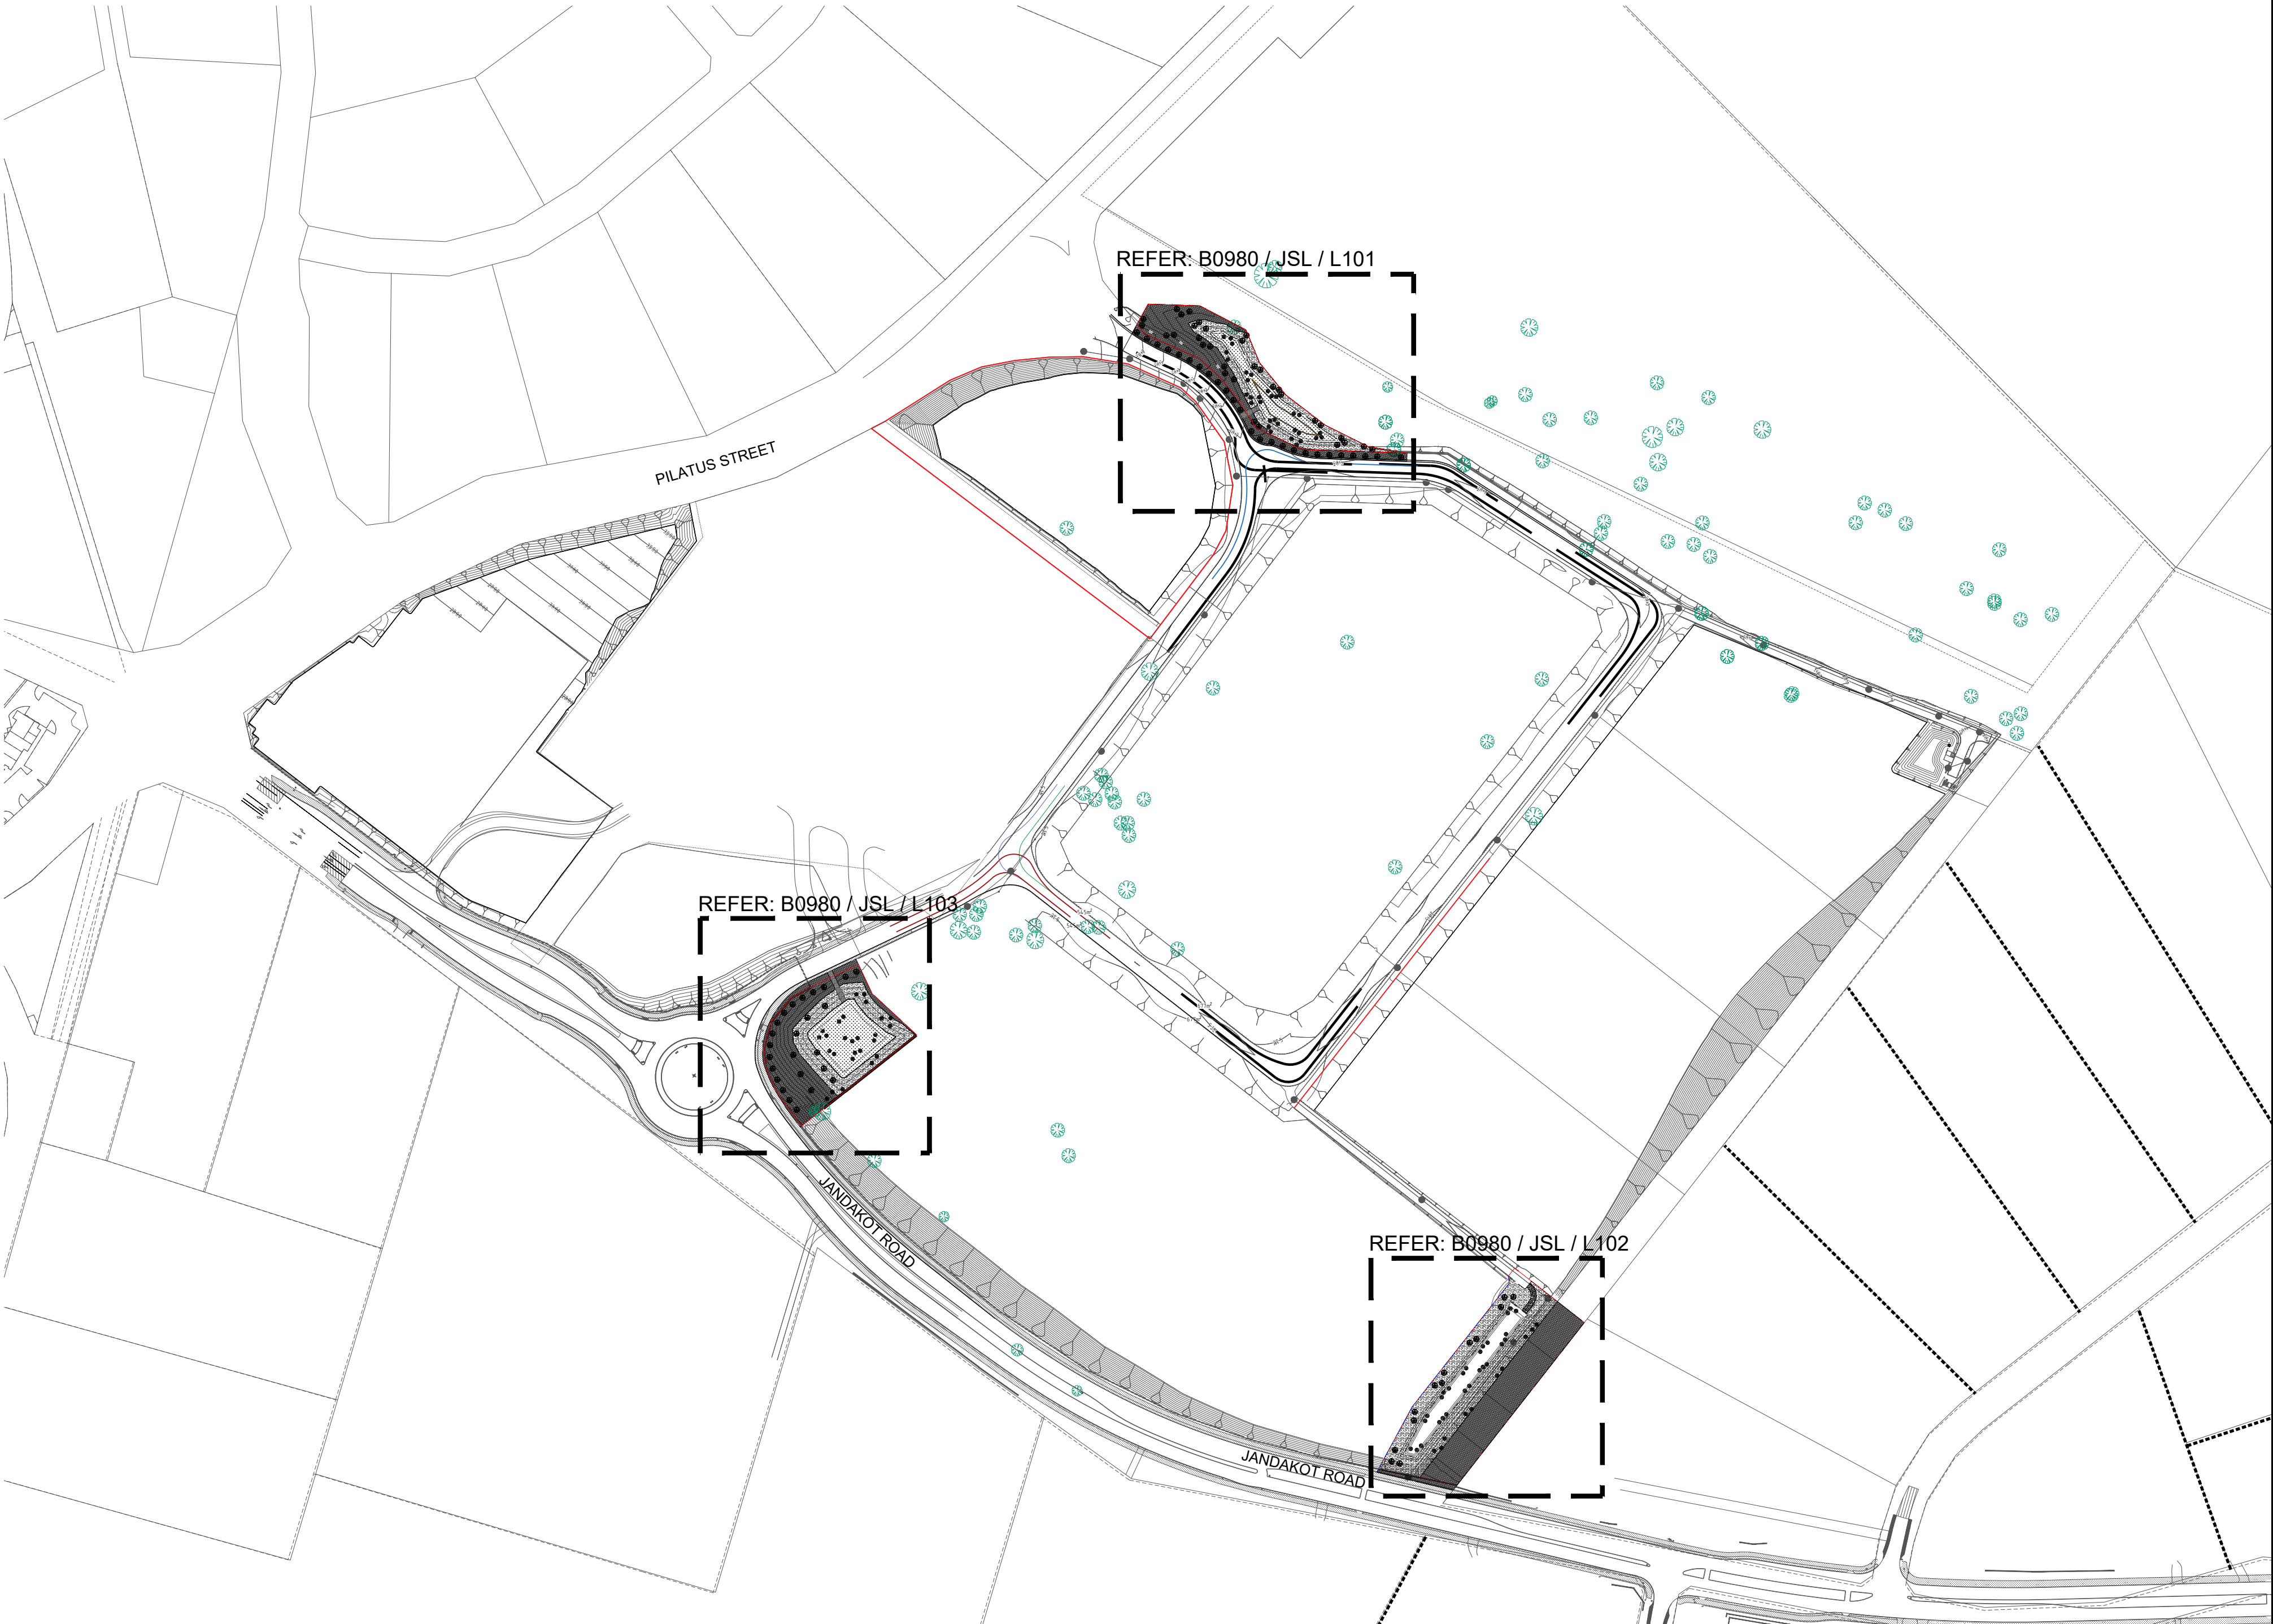 REFER: B0980 / JSL / L101
PILATUS STREET
REFER: B0980 / JSL / L103
JANDAKOT ROAD
REFER: B0980 / JSL / L102
JANDAKOT ROAD